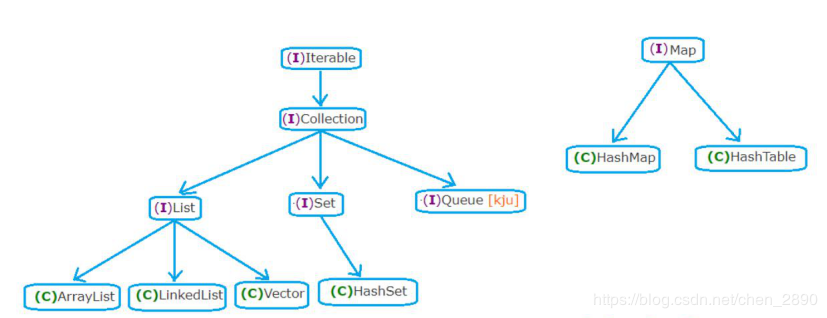 (I)Iterable
(I)Map
(I)Collection
(C)HashMap
(C)HashTable
(I)List
(I)Set
(I)Queue [kju]
(C)ArrayList
(C)LinkedList
(C)Vector
(C)HashSet
https://blog.csdn.net/chen_2890